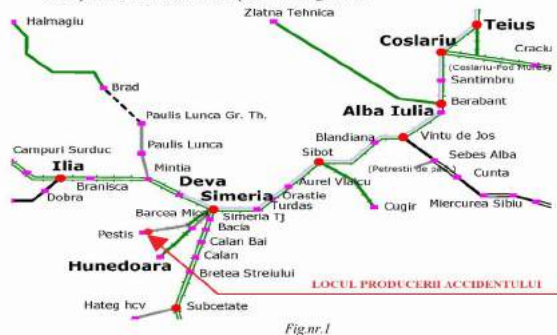 Halmagiu
Zlatna Tehnica
Teius
Coslariu
Craciu
(Coslariu-Pod Mures)
Santimbru
Brad
Barabant
Paulis Lunca Gr. Th.
Alba Iulia
Paulis Lunca
Blandiana
Vintu de Jos
Campuri Surduc
Sibot
Sebes Alba
Ilia
Mintia
(Petrestii de pad.)
Cunta
Deva
Aurel Vlaicu
Branisca
Simeria
Orastie
Dobra
Turdas
Cugir
Miercurea Sibiu
Barcea Mica
Simeria Tj
Pestis
Bacia
Calan Bai
Hunedoara
Calan
Bretea Streiului
LOCUL PRODUCERII ACCIDENTULUI
Hateg hcv
Subcetate
Fig.nr.1